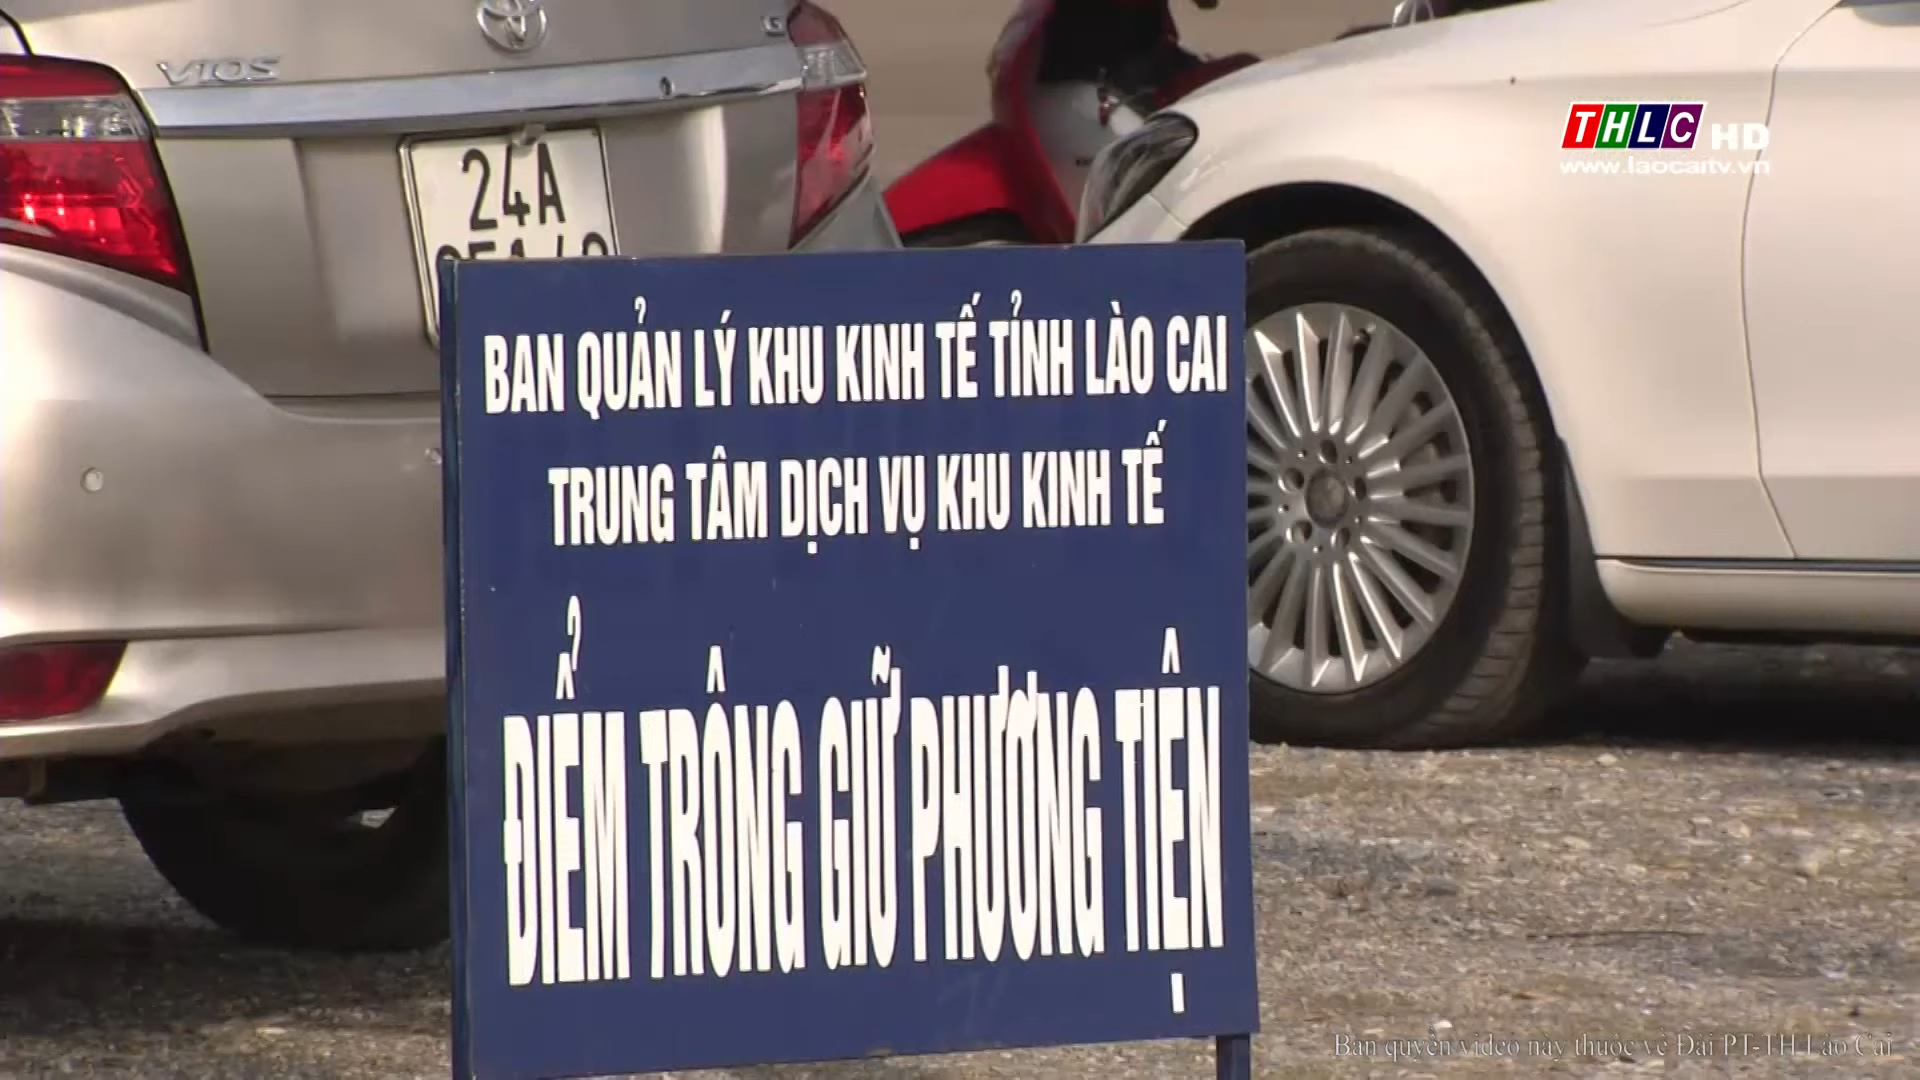 VIOS
G
24A
THLC HD
www.laocaitv.vn
BAN QUẢN LÝ KHU KINH TẾ TỈNH LÀO CAI
TRUNG TÂM DỊCH VỤ KHU KINH TẾ
ĐIỂM TRÔNG GIỮ PHƯƠNG TIỆN
Bản quyền video này thuộc về Đài PT-TH Lào Cai